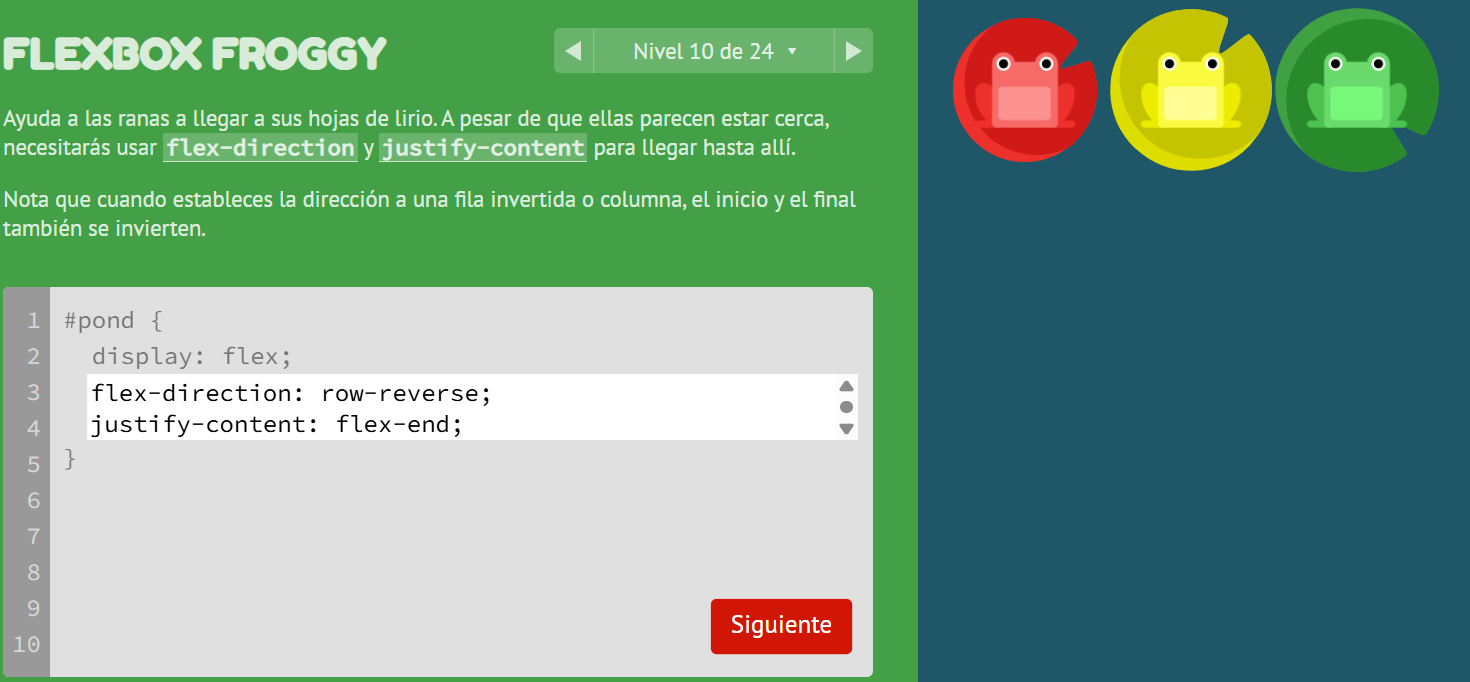 FLEXBOX FROGGY
Nivel 10 de 24
Ayuda a las ranas a llegar a sus hojas de lirio. A pesar de que ellas parecen estar cerca,
necesitarás usar flex-direction y justify-content para llegar hasta allí.
Nota que cuando estableces la dirección a una fila invertida o columna, el inicio y el final
también se invierten.
1 #pond {
2 display: flex;
3 flex-direction: row-reverse;
4 justify-content: flex-end;
5 }
6
7
8
9
10
Siguiente